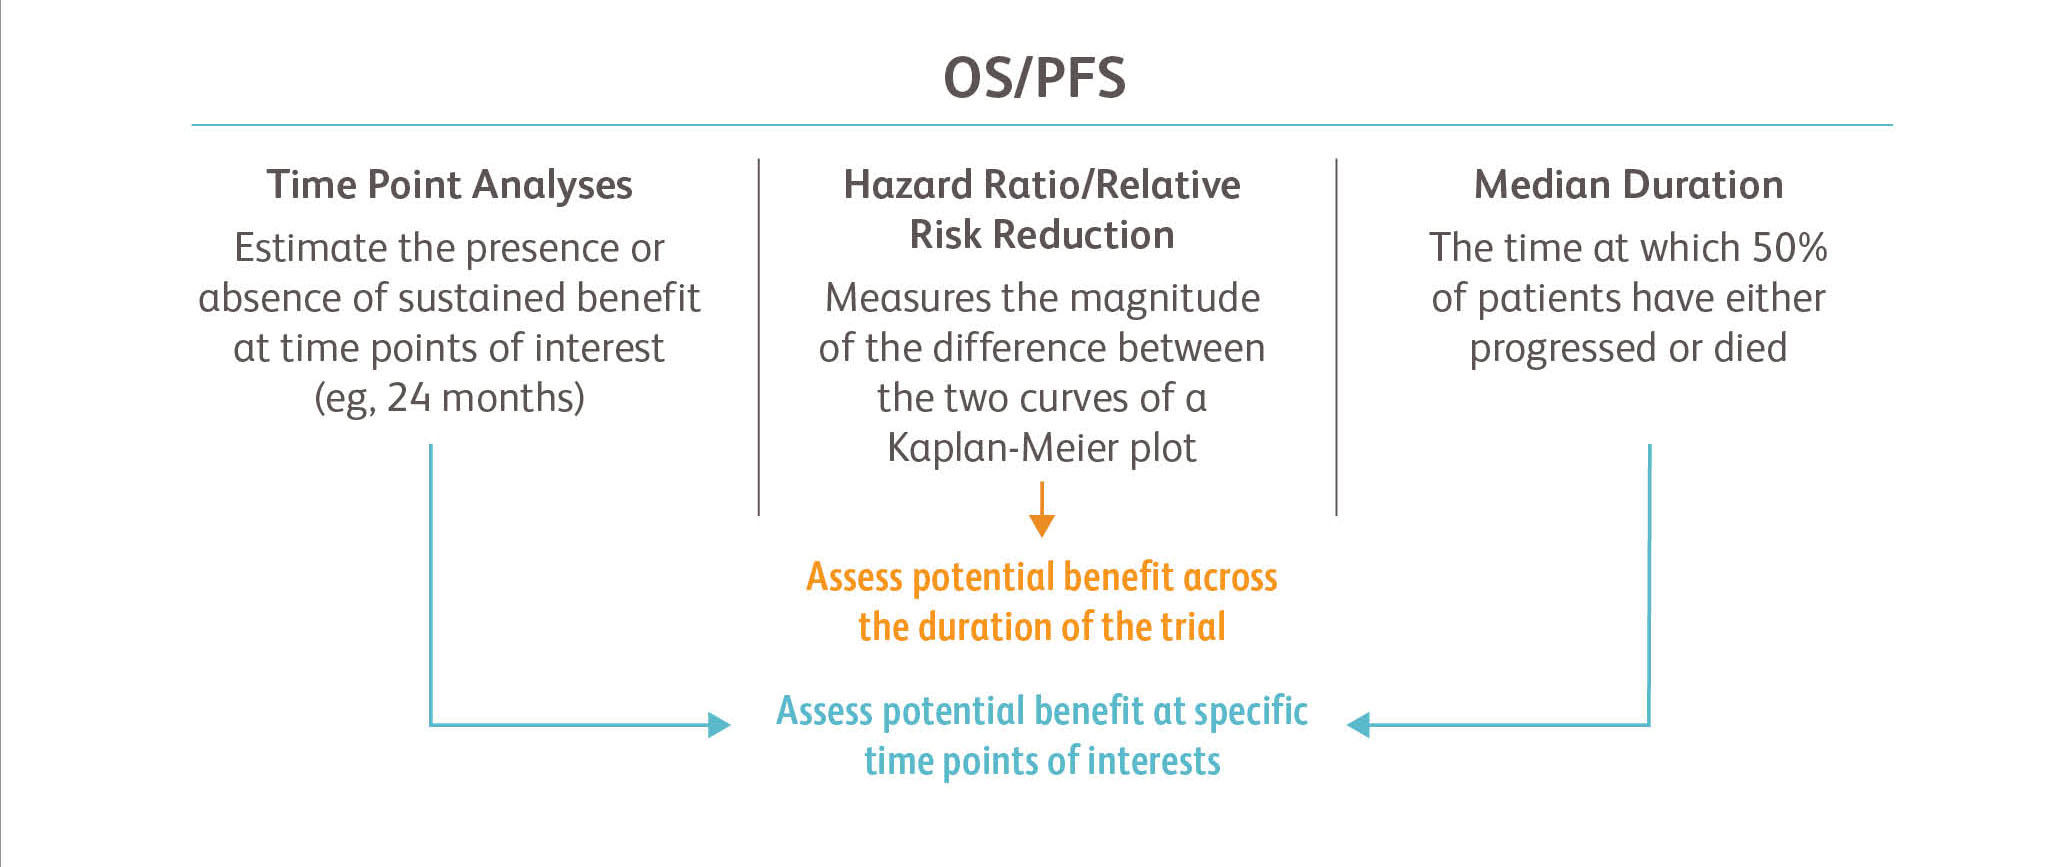 OS/PFS
Time Point Analyses
Estimate the presence or
absence of sustained benefit
at time points of interest
(eg, 24 months)
Hazard Ratio/Relative
Risk Reduction
Measures the magnitude
of the difference between
the two curves of a
Kaplan-Meier plot
Median Duration
The time at which 50%
of patients have either
progressed or died
Assess potential benefit across
the duration of the trial
Assess potential benefit at specific
time points of interests